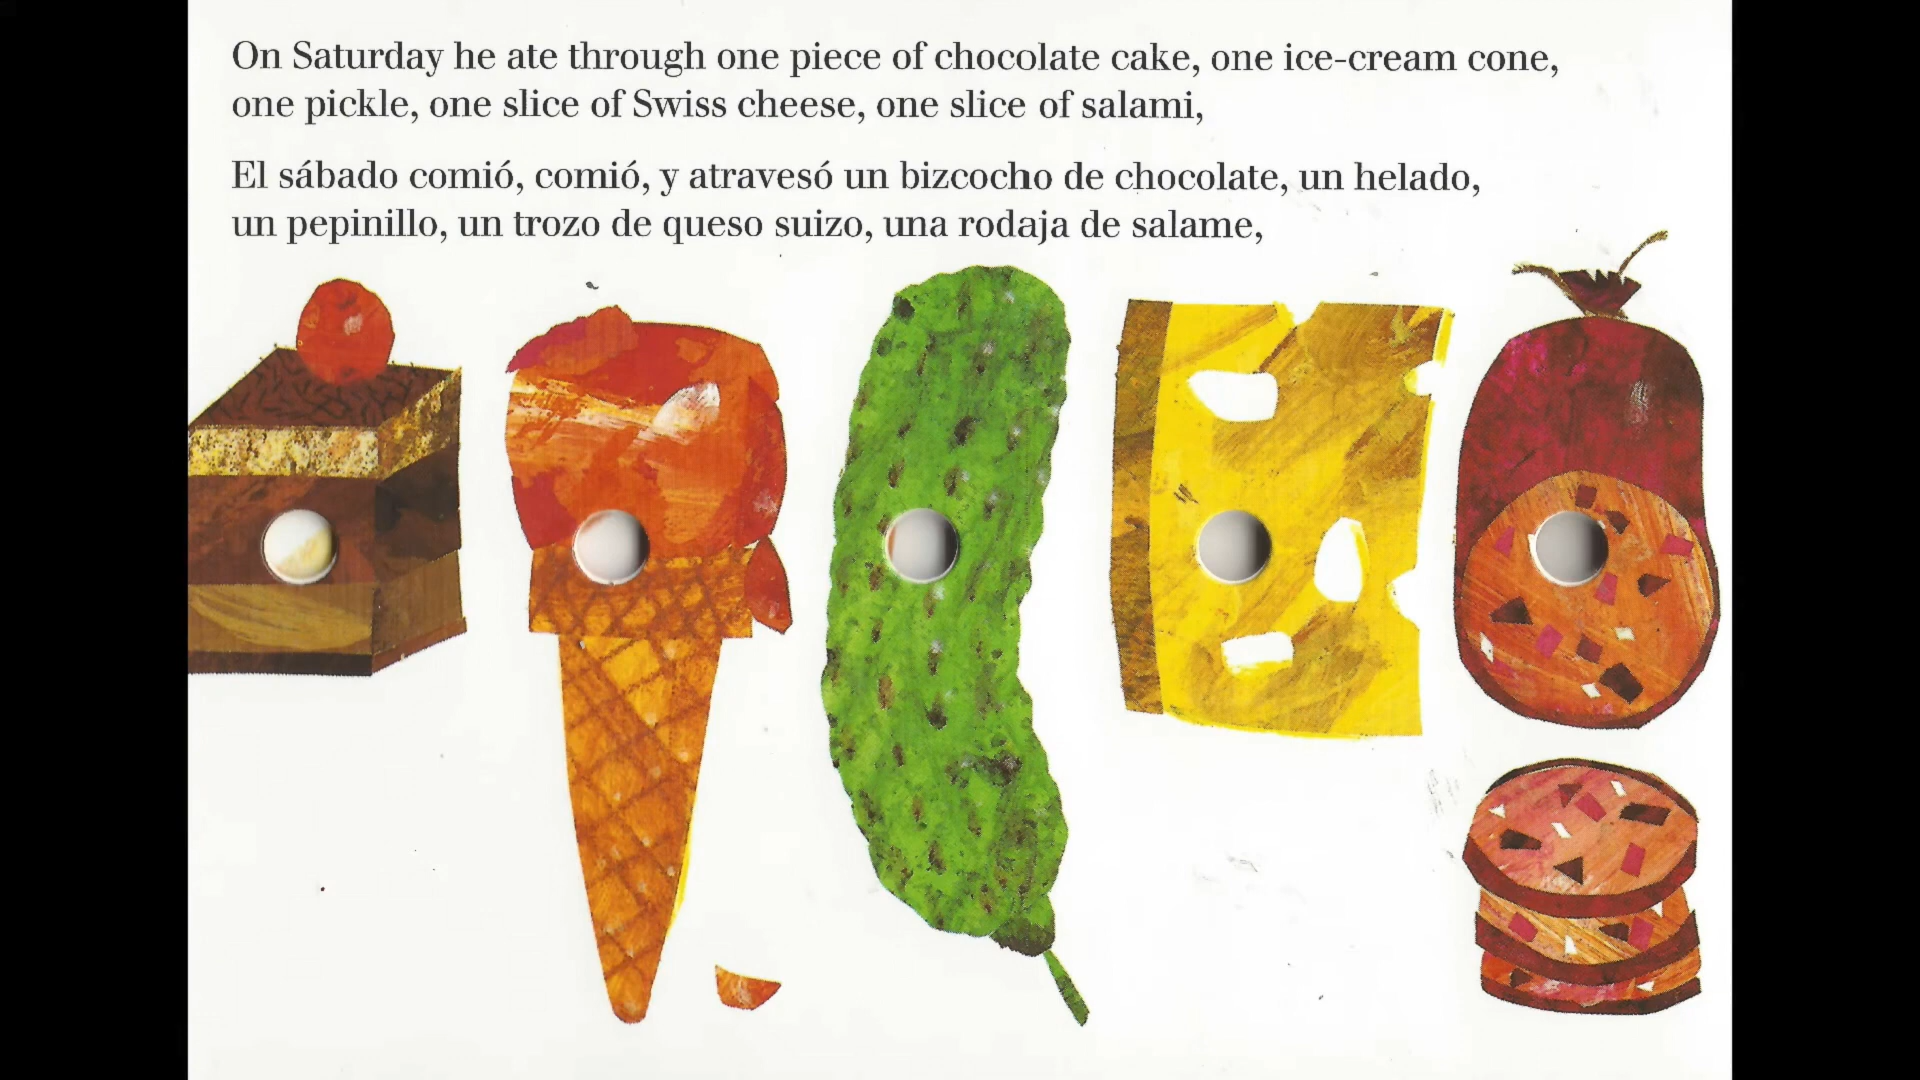 On Saturday he ate through one piece of chocolate cake, one ice-cream cone,
one pickle, one slice of Swiss cheese, one slice of salami,
El sábado comió, comió, y atravesó un bizcocho de chocolate, un helado,
un pepinillo, un trozo de queso suizo, una rodaja de salame,